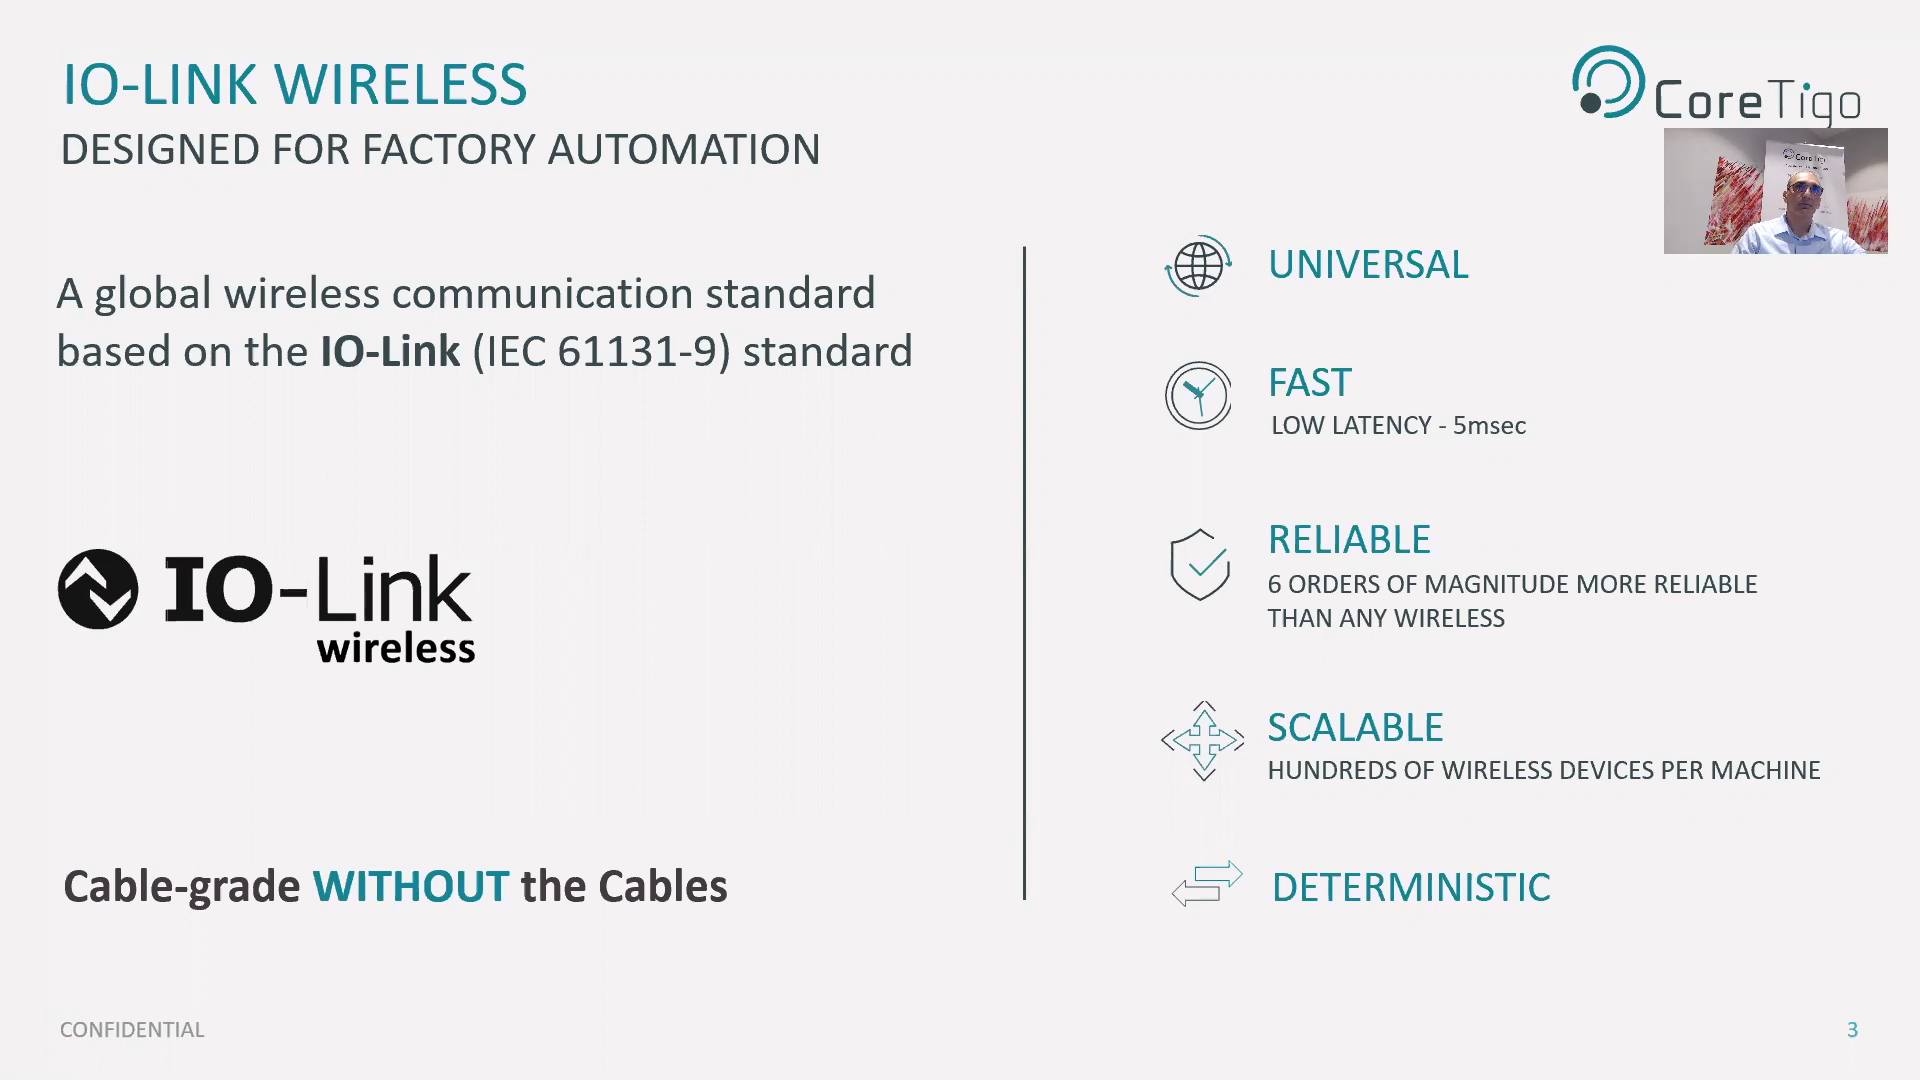 IO-LINK WIRELESS
DESIGNED FOR FACTORY AUTOMATION
CoreTigo
CoreTigo
A global wireless communication standard
based on the IO-Link (IEC 61131-9) standard
IO-Link
wireless
Cable-grade WITHOUT the Cables
UNIVERSAL
FAST
LOW LATENCY - 5msec
RELIABLE
6 ORDERS OF MAGNITUDE MORE RELIABLE
THAN ANY WIRELESS
SCALABLE
HUNDREDS OF WIRELESS DEVICES PER MACHINE
DETERMINISTIC
CONFIDENTIAL
3